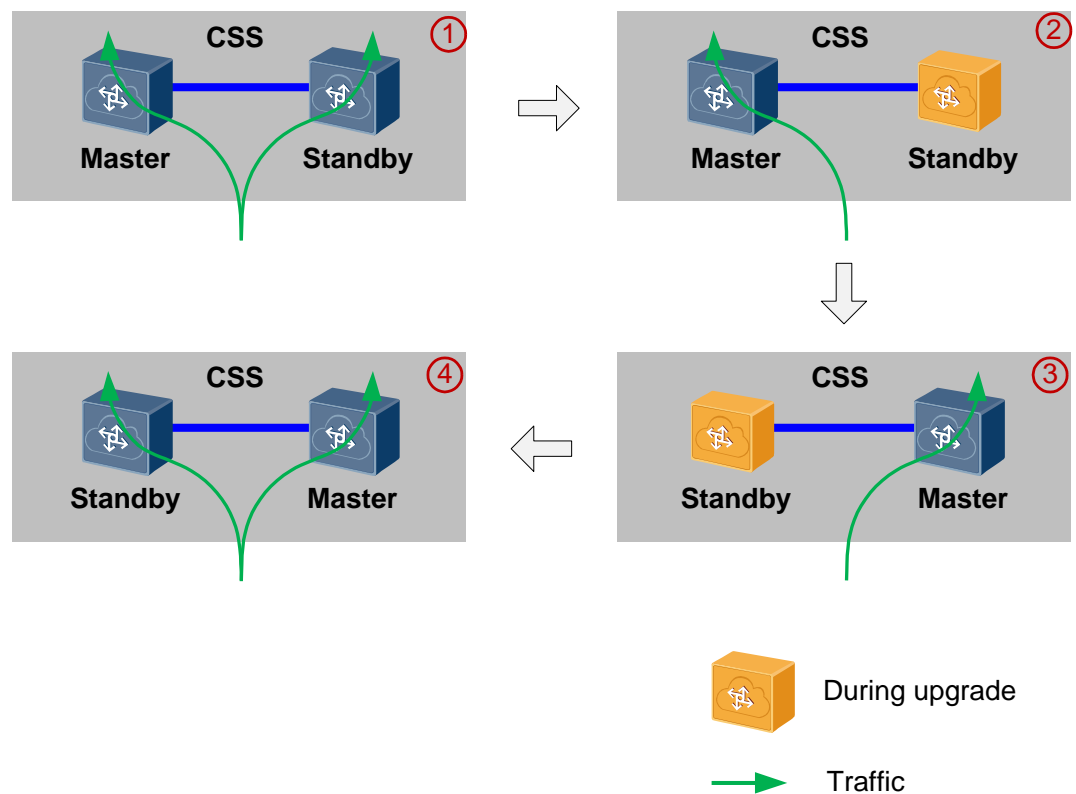 CSS
①
Master
Standby
CSS
②
Master
Standby
CSS
④
Standby
Master
CSS
③
Standby
Master
During upgrade
Traffic